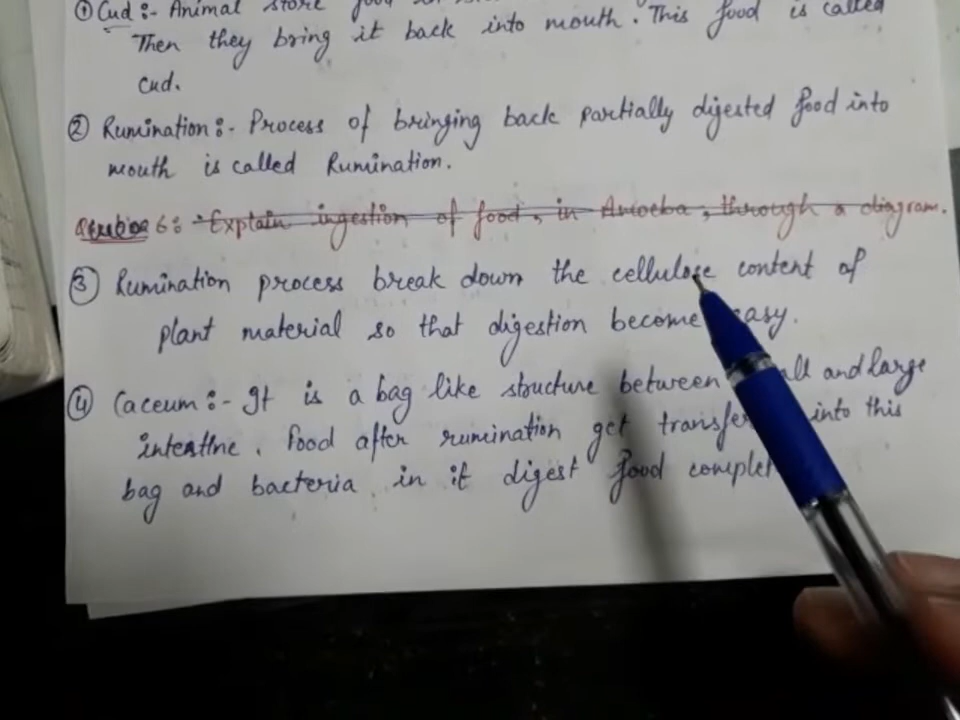 ① Cud :- Animal store food in
Then they bring it back into mouth. This food is called
cud.
② Rumination :- Process of bringing back partially digested food into
mouth is called Rumination.
Question 6: Explain ingestion of food, in Amoeba, through a diagram.
③ Rumination process break down the cellulose content of
plant material so that digestion become easy.
④ Caceum :- It is a bag like structure between and large
intestine. Food after rumination get into this
bag and bacteria in it digest food